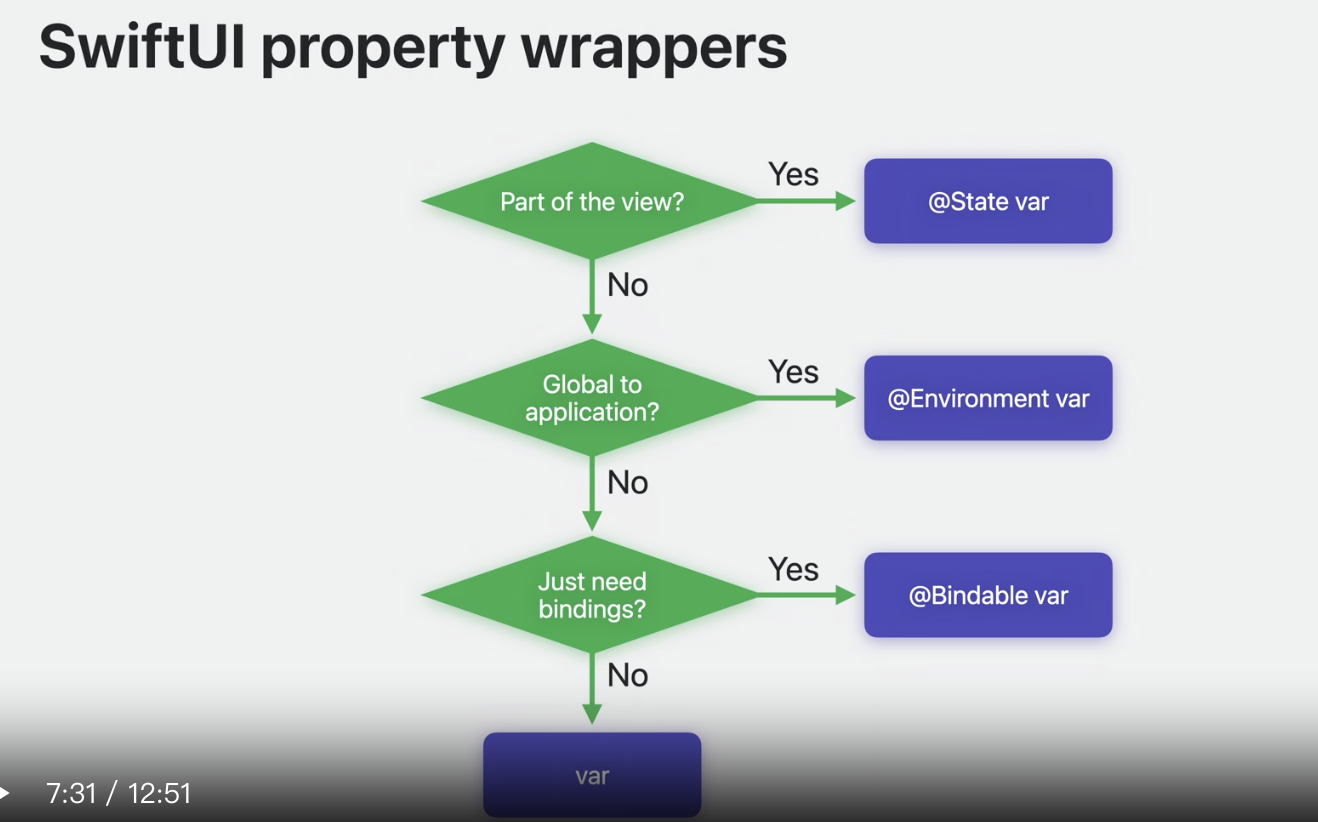 SwiftUI property wrappers
Part of the view?
Yes
@State var
No
Global to
application?
Yes
@Environment var
No
Just need
bindings?
Yes
@Bindable var
No
var
7:31 / 12:51